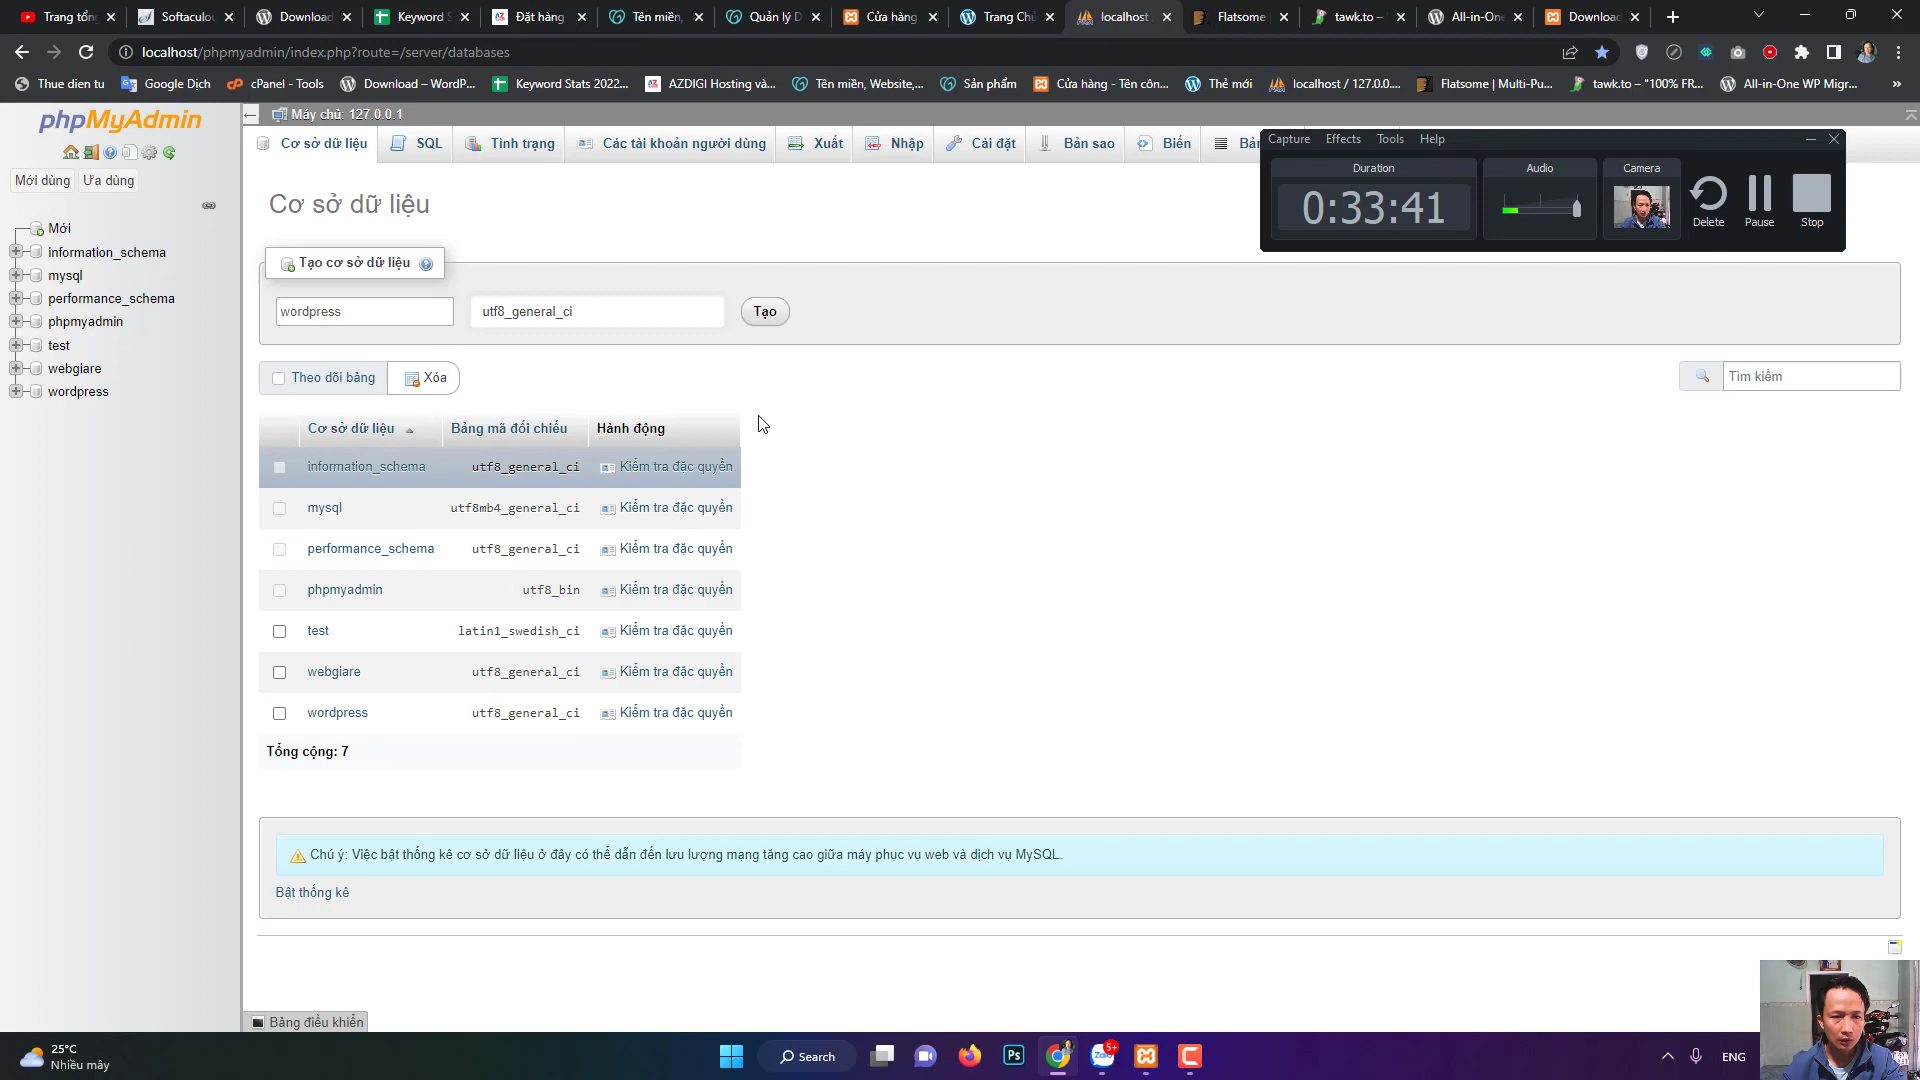 Trang tổn
Softaculou
Download
Keyword S
Đặt hàng
Tên miền,
Quản lý D
Cửa hàng
Trang Chủ
localhost /
Flatsome |
tawk.to –
All-in-One
Download
localhost/phpmyadmin/index.php?route=/server/databases
Thue dien tu
Google Dịch
cPanel - Tools
Download – WordP...
Keyword Stats 2022...
AZDIGI Hosting và...
Tên miền, Website,...
Sản phẩm
Cửa hàng - Tên côn...
Thẻ mới
localhost / 127.0.0....
Flatsome | Multi-Pu...
tawk.to – "100% FR...
All-in-One WP Migr...
»
phpMyAdmin
Máy chủ: 127.0.0.1
Cơ sở dữ liệu
SQL
Tình trạng
Các tài khoản người dùng
Xuất
Nhập
Cài đặt
Bản sao
Biến
Bản
Capture Effects Tools Help
Duration
Audio
Camera
0:33:41
Delete
Pause
Stop
Mới dùng
Ưa dùng
Mới
information_schema
mysql
performance_schema
phpmyadmin
test
webgiare
wordpress
Cơ sở dữ liệu
Tạo cơ sở dữ liệu
wordpress
utf8_general_ci
Tạo
Theo dõi bảng
Xóa
Tìm kiếm
Cơ sở dữ liệu Bảng mã đối chiếu Hành động
information_schema utf8_general_ci Kiểm tra đặc quyền
mysql utf8mb4_general_ci Kiểm tra đặc quyền
performance_schema utf8_general_ci Kiểm tra đặc quyền
phpmyadmin utf8_bin Kiểm tra đặc quyền
test latin1_swedish_ci Kiểm tra đặc quyền
webgiare utf8_general_ci Kiểm tra đặc quyền
wordpress utf8_general_ci Kiểm tra đặc quyền
Tổng cộng: 7
Chú ý: Việc bật thống kê cơ sở dữ liệu ở đây có thể dẫn đến lưu lượng mạng tăng cao giữa máy phục vụ web và dịch vụ MySQL.
Bật thống kê
Bảng điều khiển
25°C
Nhiều mây
Search
Ps
Zalo
5+
ENG